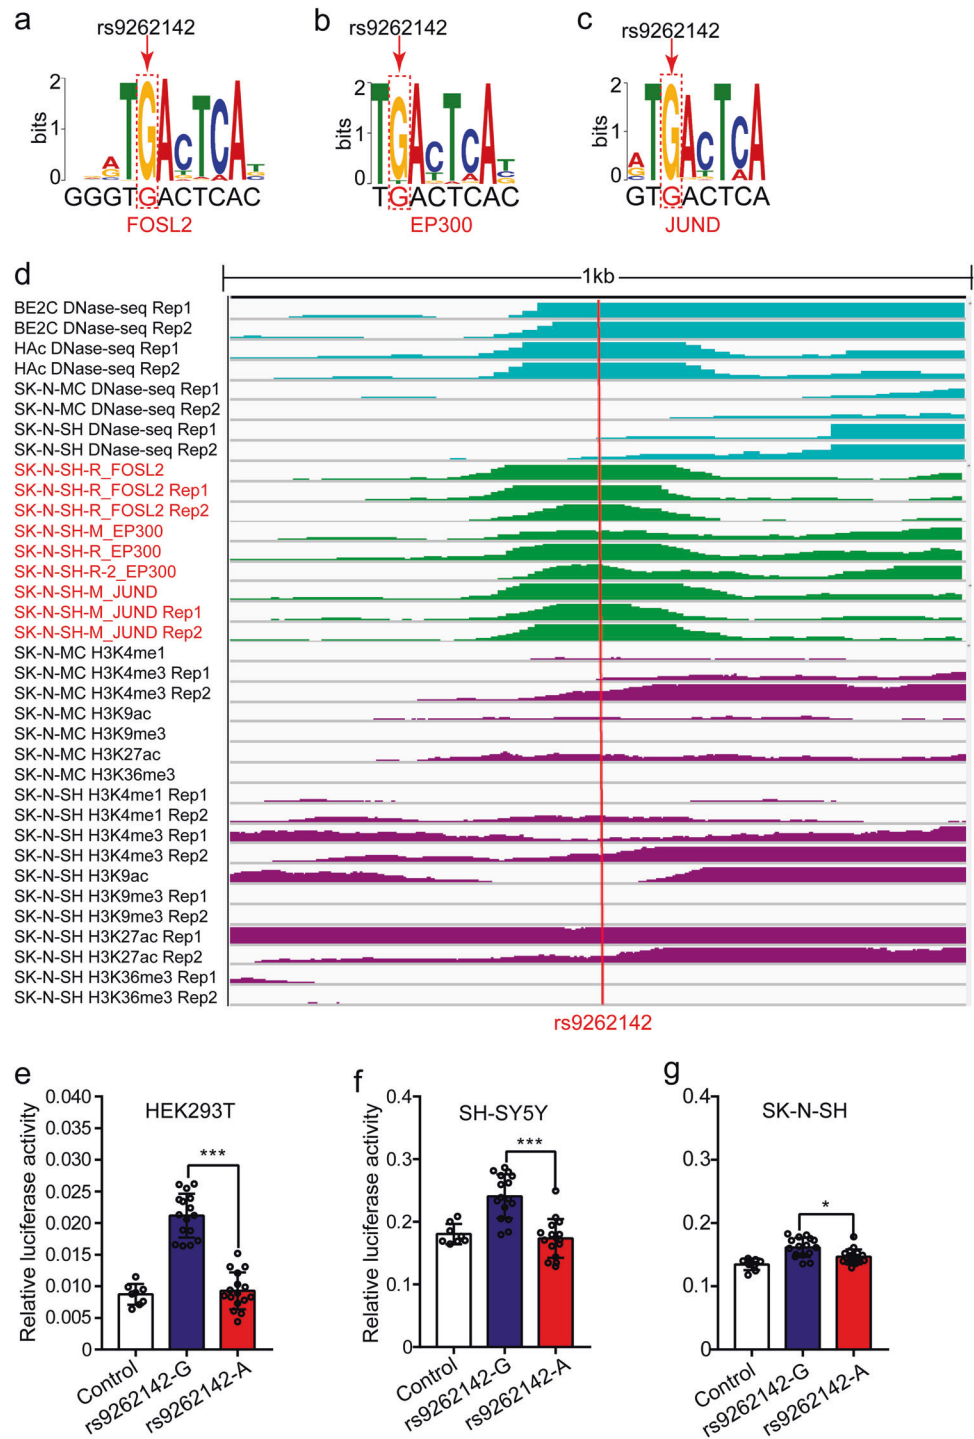 a
rs9262142
2
1
0
bits
GGGTGACTCAC
FOSL2
b
rs9262142
2
1
0
bits
TGACTCAC
EP300
c
rs9262142
2
1
0
bits
GTGACTCA
JUND
d
1kb
BE2C DNase-seq Rep1
BE2C DNase-seq Rep2
HAc DNase-seq Rep1
HAc DNase-seq Rep2
SK-N-MC DNase-seq Rep1
SK-N-MC DNase-seq Rep2
SK-N-SH DNase-seq Rep1
SK-N-SH DNase-seq Rep2
SK-N-SH-R_FOSL2
SK-N-SH-R_FOSL2 Rep1
SK-N-SH-R_FOSL2 Rep2
SK-N-SH-M_EP300
SK-N-SH-R_EP300
SK-N-SH-R-2_EP300
SK-N-SH-M_JUND
SK-N-SH-M_JUND Rep1
SK-N-SH-M_JUND Rep2
SK-N-MC H3K4me1
SK-N-MC H3K4me3 Rep1
SK-N-MC H3K4me3 Rep2
SK-N-MC H3K9ac
SK-N-MC H3K9me3
SK-N-MC H3K27ac
SK-N-MC H3K36me3
SK-N-SH H3K4me1 Rep1
SK-N-SH H3K4me1 Rep2
SK-N-SH H3K4me3 Rep1
SK-N-SH H3K4me3 Rep2
SK-N-SH H3K9ac
SK-N-SH H3K9me3 Rep1
SK-N-SH H3K9me3 Rep2
SK-N-SH H3K27ac Rep1
SK-N-SH H3K27ac Rep2
SK-N-SH H3K36me3 Rep1
SK-N-SH H3K36me3 Rep2
rs9262142
e
HEK293T
Relative luciferase activity
0.040
0.035
0.030
0.025
0.020
0.015
0.010
0.005
0
***
Control
rs9262142-G
rs9262142-A
f
SH-SY5Y
Relative luciferase activity
0.4
0.3
0.2
0.1
0
***
Control
rs9262142-G
rs9262142-A
g
SK-N-SH
0.4
0.3
0.2
0.1
0
*
Control
rs9262142-G
rs9262142-A